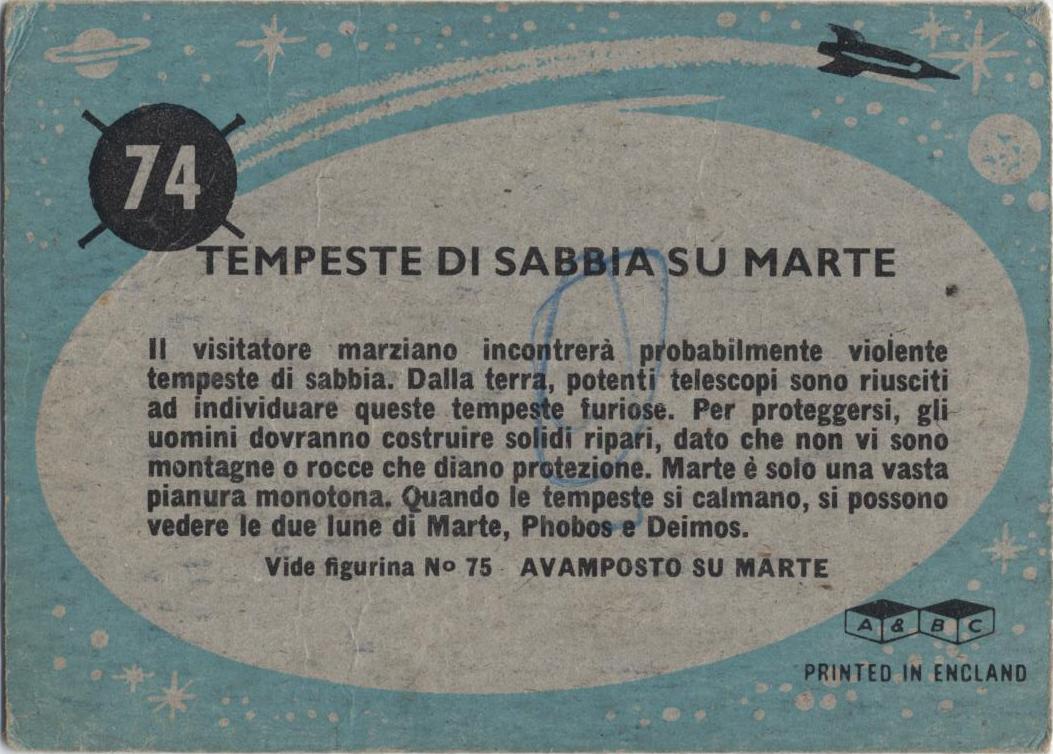 74
TEMPESTE DI SABBIA SU MARTE
Il visitatore marziano incontrerà probabilmente violente
tempeste di sabbia. Dalla terra, potenti telescopi sono riusciti
ad individuare queste tempeste furiose. Per proteggersi, gli
uomini dovranno costruire solidi ripari, dato che non vi sono
montagne o rocce che diano protezione. Marte è solo una vasta
pianura monotona. Quando le tempeste si calmano, si possono
vedere le due lune di Marte, Phobos e Deimos.
Vide figurina Nº 75 AVAMPOSTO SU MARTE
A & B C
PRINTED IN ENGLAND